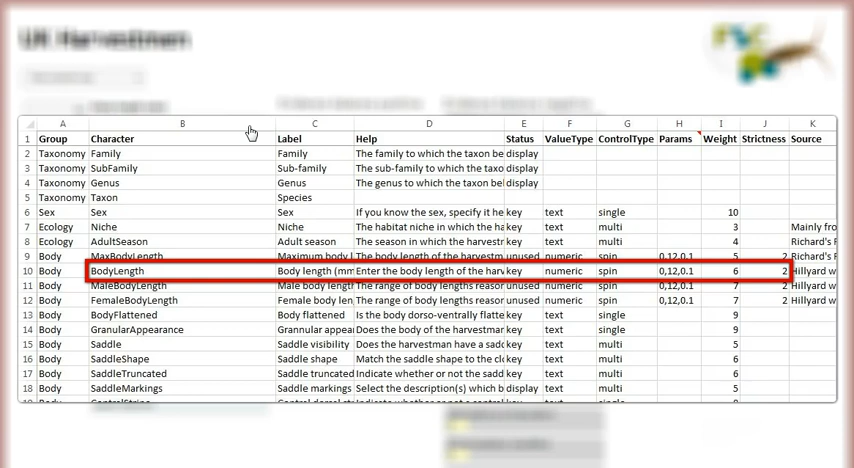 UK Harvestmen
A B C D E F G H I J K
1 Group Character Label Help Status ValueType ControlType Params Weight Strictness Source
2 Taxonomy Family Family The family to which the taxon be display
3 Taxonomy SubFamily Sub-family The sub-family to which the taxo display
4 Taxonomy Genus Genus The genus to which the taxon bel display
5 Taxonomy Taxon Species
6 Sex Sex Sex If you know the sex, specify it he key text single 10
7 Ecology Niche Niche The habitat niche in which the ha key text multi 3 Mainly fro
8 Ecology AdultSeason Adult season The season in which the harvestr key text multi 4 Richard's F
9 Body MaxBodyLength Maximum body l The body length of the harvestm unused numeric spin 0,12,0.1 5 2 Richard's F
10 Body BodyLength Body length (mm Enter the body length of the harv key numeric spin 0,12,0.1 6 2 Hillyard w
11 Body MaleBodyLength Male body length The range of body lengths reason unused numeric spin 0,12,0.1 7 2 Hillyard w
12 Body FemaleBodyLength Female body len The range of body lengths reason unused numeric spin 0,12,0.1 7 2 Hillyard w
13 Body BodyFlattened Body flattened Is the body dorso-ventrally flatte key text single 9
14 Body GranularAppearance Grannular appear Does the body of the harvestman key text single 9
15 Body Saddle Saddle visibility Does the harvestman have a sadd key text multi 5
16 Body SaddleShape Saddle shape Match the saddle shape to the clo key text multi 6
17 Body SaddleTruncated Saddle truncated Indicate whether or not the sadd key text multi 6
18 Body SaddleMarkings Saddle markings Select the description(s) which b display text multi 5